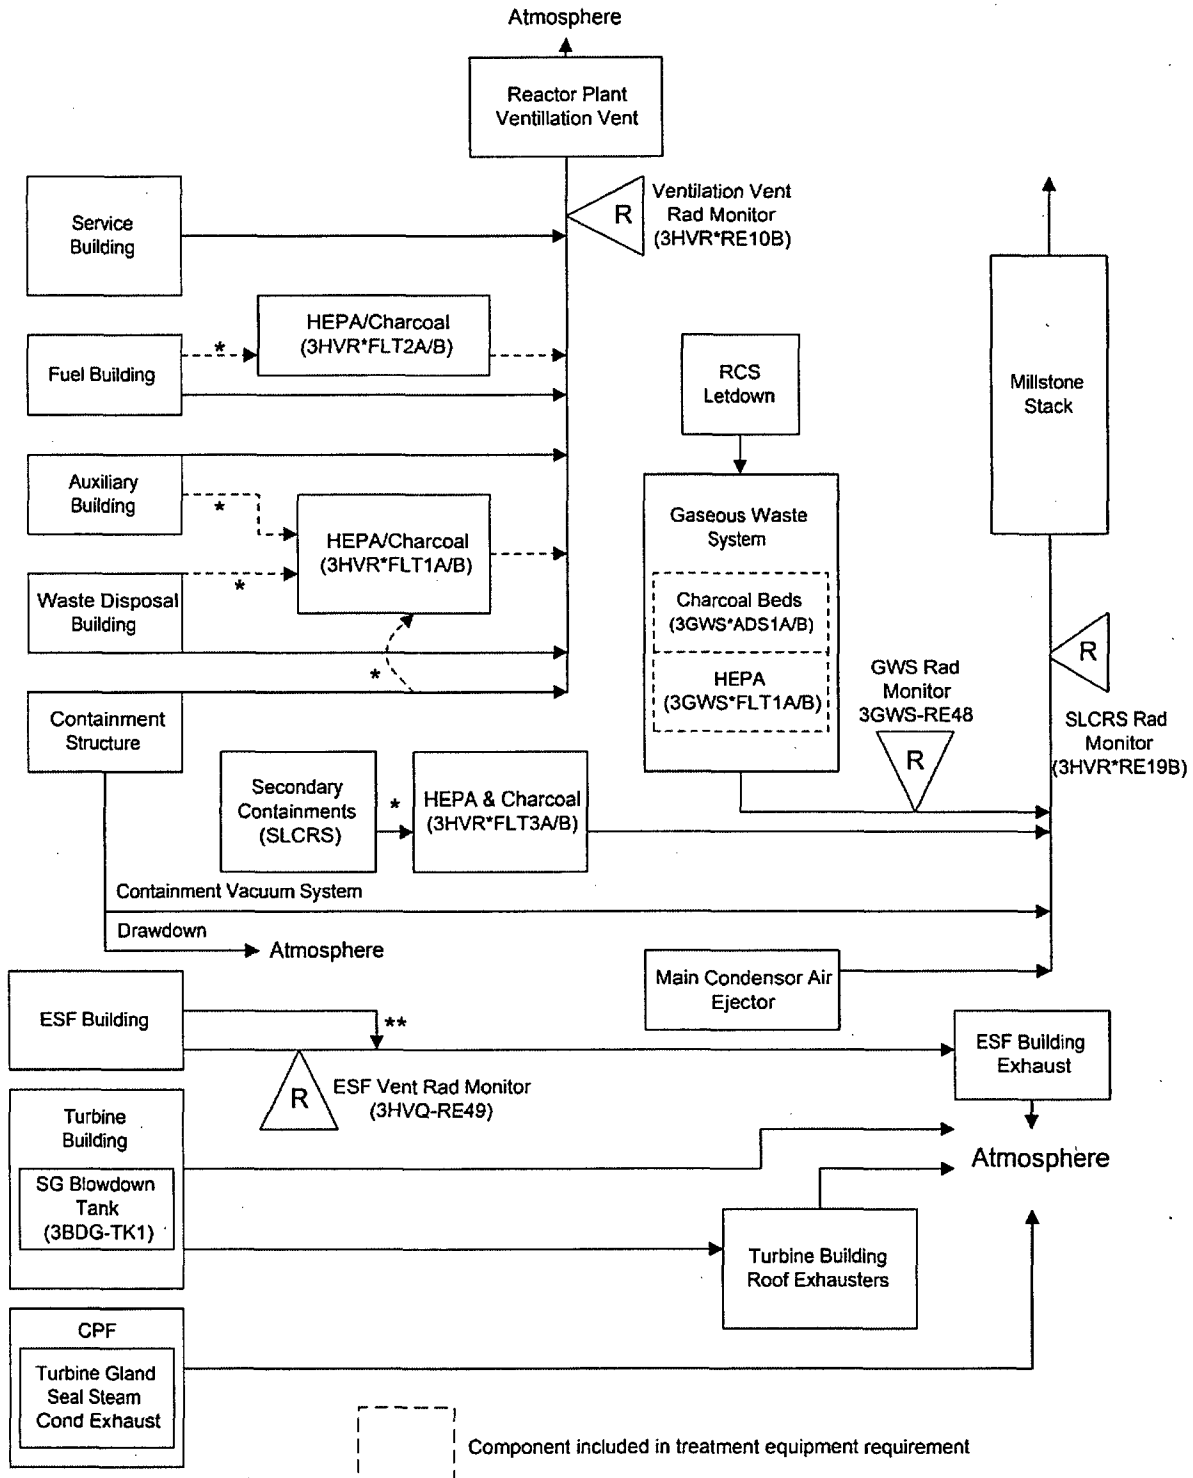 Atmosphere
Reactor Plant
Ventillation Vent
R
Ventilation Vent
Rad Monitor
(3HVR*RE10B)
Service
Building
HEPA/Charcoal
(3HVR*FLT2A/B)
*
Fuel Building
RCS
Letdown
Millstone
Stack
Auxiliary
Building
*
HEPA/Charcoal
(3HVR*FLT1A/B)
*
Waste Disposal
Building
*
Gaseous Waste
System
Charcoal Beds
(3GWS*ADS1A/B)
HEPA
(3GWS*FLT1A/B)
GWS Rad
Monitor
3GWS-RE48
R
R
SLCRS Rad
Monitor
(3HVR*RE19B)
Containment
Structure
Secondary
Containments
(SLCRS)
*
HEPA & Charcoal
(3HVR*FLT3A/B)
Containment Vacuum System
Drawdown
Atmosphere
Main Condensor Air
Ejector
ESF Building
**
R
ESF Vent Rad Monitor
(3HVQ-RE49)
ESF Building
Exhaust
Atmosphere
Turbine
Building
SG Blowdown
Tank
(3BDG-TK1)
Turbine Building
Roof Exhausters
CPF
Turbine Gland
Seal Steam
Cond Exhaust
Component included in treatment equipment requirement